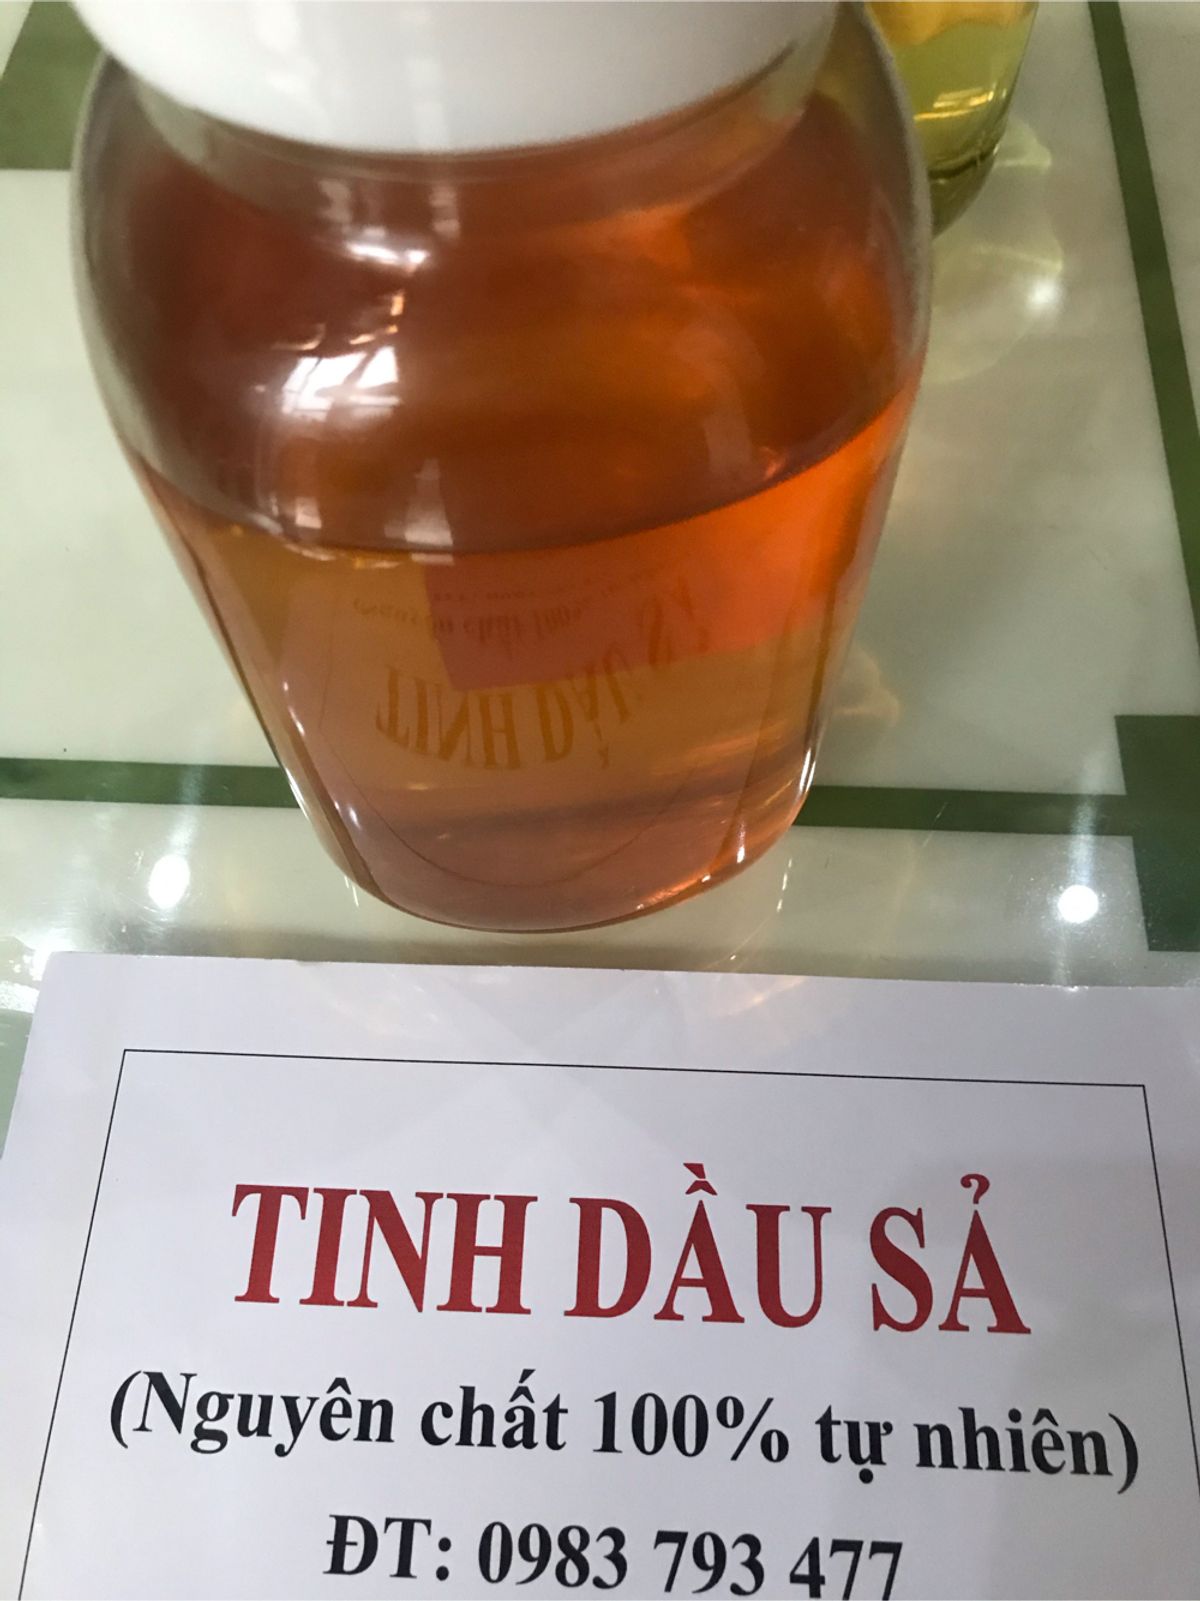 TINH DẦU SẢ
(Nguyên chất 100% tự nhiên)
ĐT: 0983 793 477